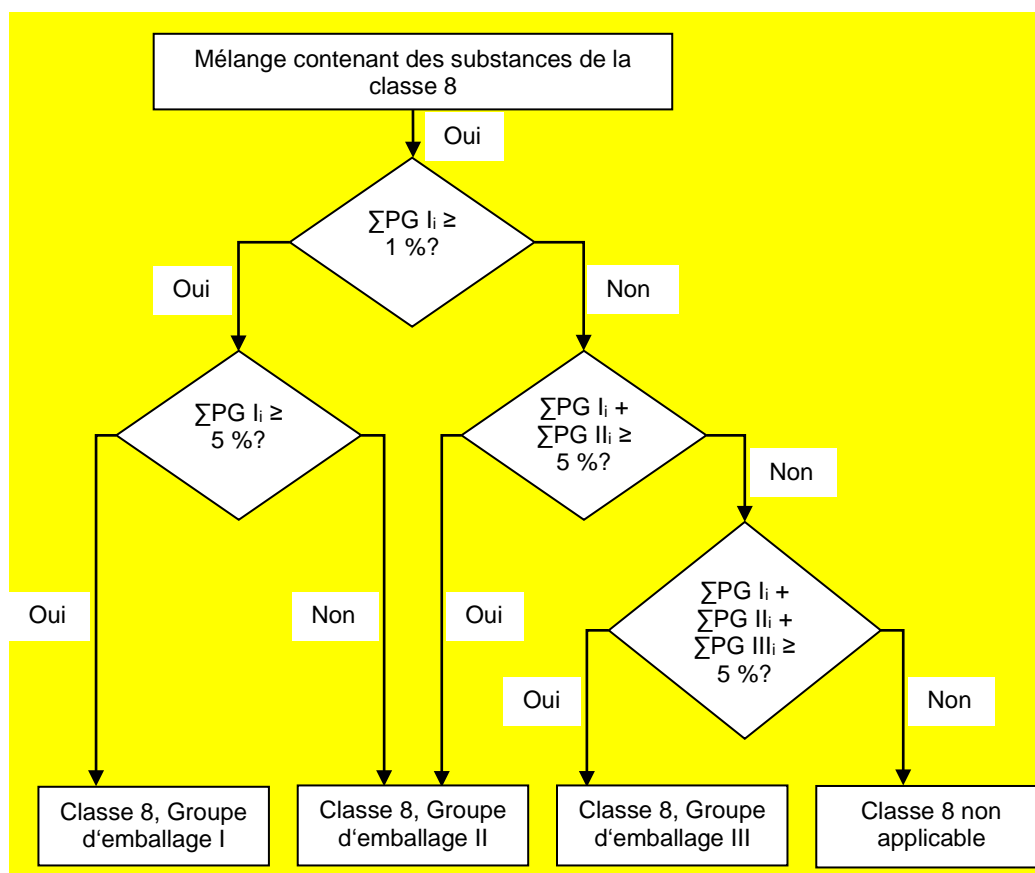 Mélange contenant des substances de la
classe 8
Oui
∑PG Iᵢ ≥
1 %?
Oui
Non
∑PG Iᵢ ≥
5 %?
∑PG Iᵢ +
∑PG IIᵢ ≥
5 %?
Non
∑PG Iᵢ +
∑PG IIᵢ +
∑PG IIIᵢ ≥
5 %?
Oui
Non
Oui
Oui
Non
Classe 8, Groupe
d‘emballage I
Classe 8, Groupe
d‘emballage II
Classe 8, Groupe
d‘emballage III
Classe 8 non
applicable